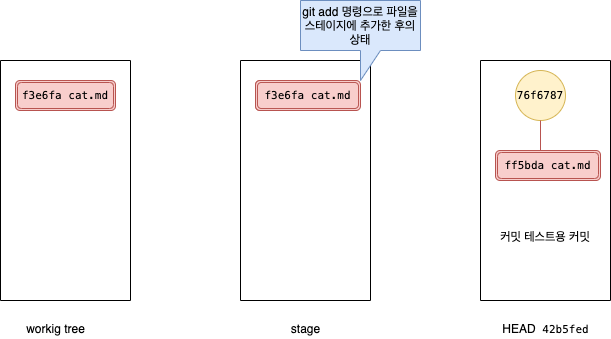 git add 명령으로 파일을
스테이지에 추가한 후의
상태
f3e6fa cat.md
f3e6fa cat.md
76f6787
ff5bda cat.md
커밋 테스트용 커밋
workig tree
stage
HEAD 42b5fed